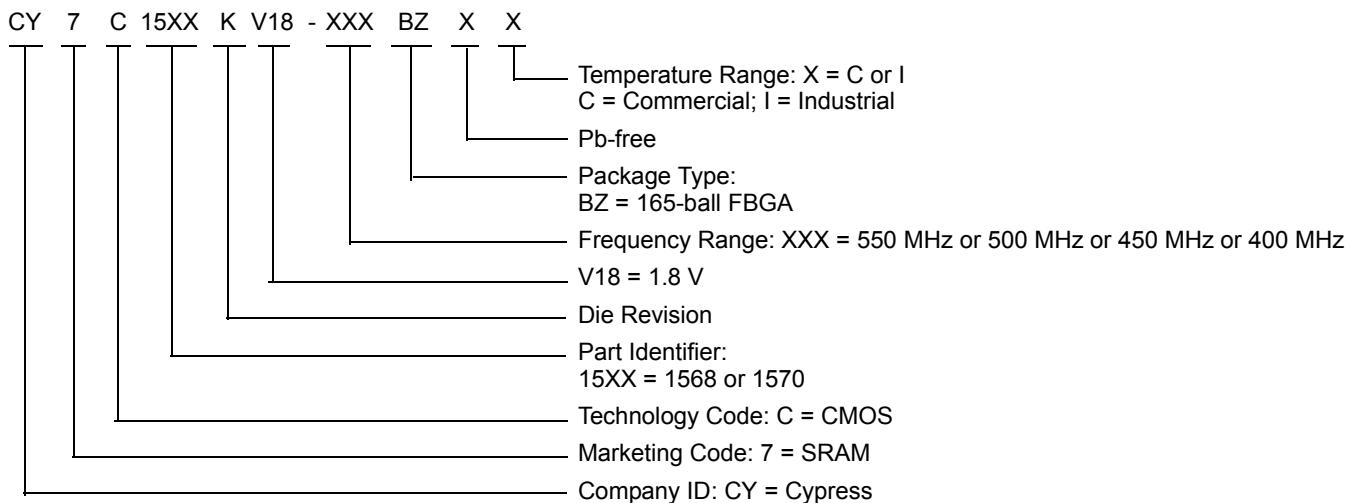 CY 7 C 15XX K V18 - XXX BZ X X
Temperature Range: X = C or I
C = Commercial; I = Industrial
Pb-free
Package Type:
BZ = 165-ball FBGA
Frequency Range: XXX = 550 MHz or 500 MHz or 450 MHz or 400 MHz
V18 = 1.8 V
Die Revision
Part Identifier:
15XX = 1568 or 1570
Technology Code: C = CMOS
Marketing Code: 7 = SRAM
Company ID: CY = Cypress